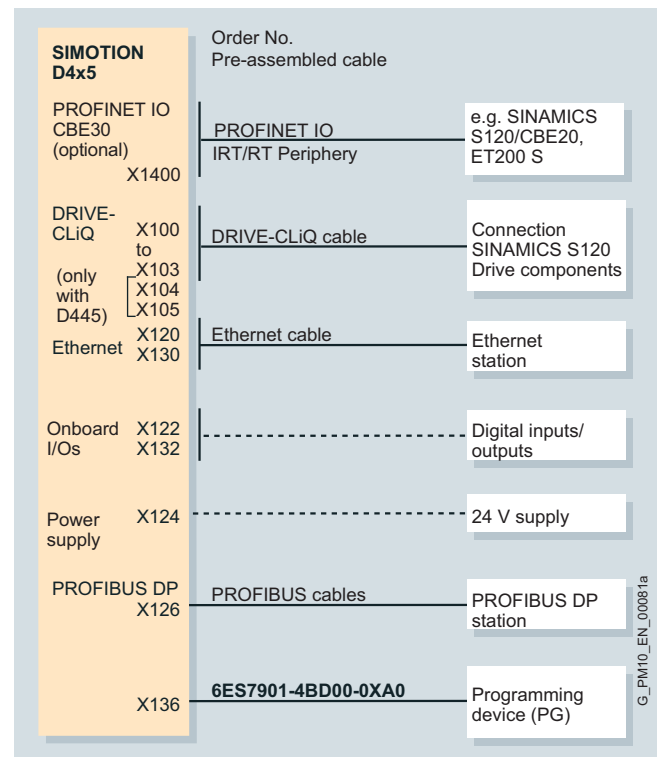 SIMOTION
D4x5
Order No.
Pre-assembled cable
PROFINET IO
CBE30
(optional)
X1400
PROFINET IO
IRT/RT Periphery
e.g. SINAMICS
S120/CBE20,
ET200 S
DRIVE-
CLiQ
X100
to
X103
(only
with
D445)
X104
X105
DRIVE-CLiQ cable
Connection
SINAMICS S120
Drive components
Ethernet
X120
X130
Ethernet cable
Ethernet
station
Onboard
I/Os
X122
X132
Digital inputs/
outputs
Power
supply
X124
24 V supply
PROFIBUS DP
X126
PROFIBUS cables
PROFIBUS DP
station
X136
6ES7901-4BD00-0XA0
Programming
device (PG)
G_PM10_EN_00081a